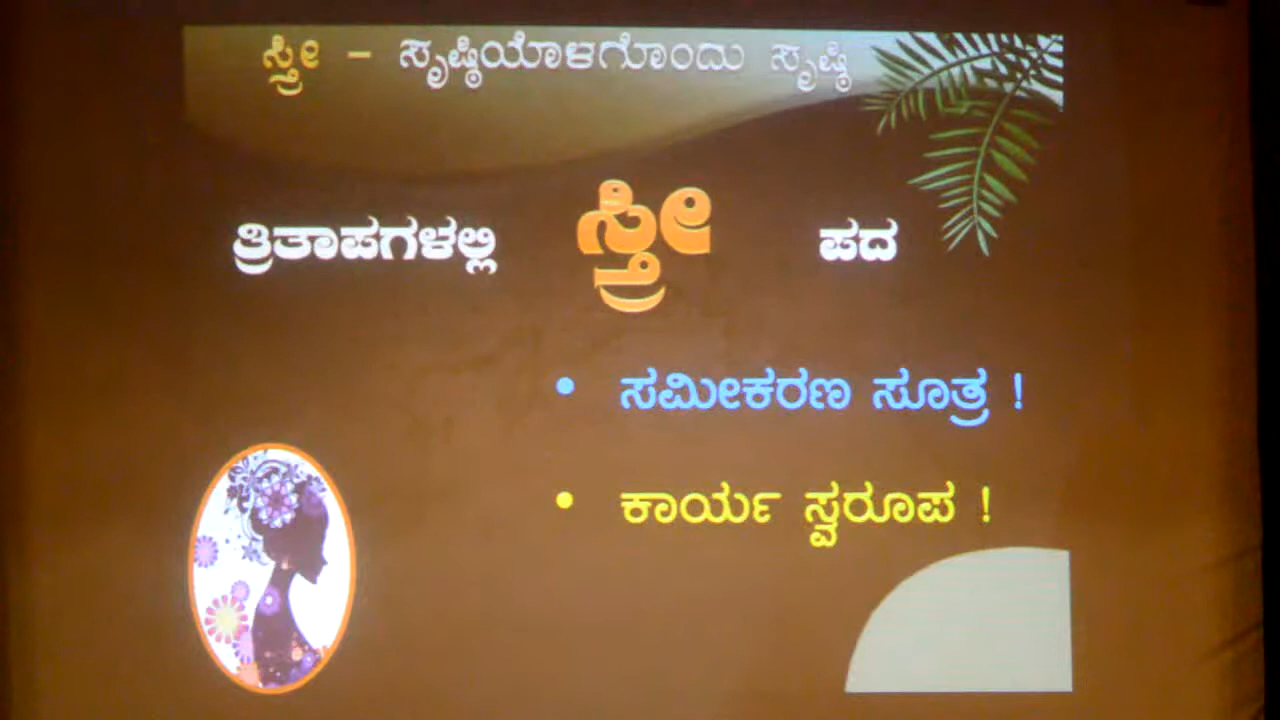 ಸ್ತ್ರೀ - ಸೃಷ್ಠಿಯೊಳಗೊಂದು ಸೃಷ್ಠಿ
ತ್ರಿತಾಪಗಳಲ್ಲಿ ಸ್ತ್ರೀ ಪದ
• ಸಮೀಕರಣ ಸೂತ್ರ !
• ಕಾರ್ಯ ಸ್ವರೂಪ !